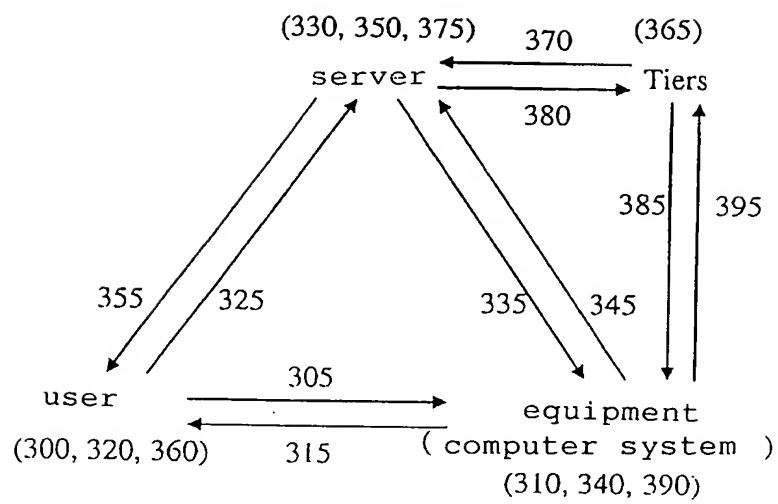 (330, 350, 375)
370
(365)
server
Tiers
380
385
395
355
325
335
345
user
305
equipment
(300, 320, 360)
315
( computer system )
(310, 340, 390)